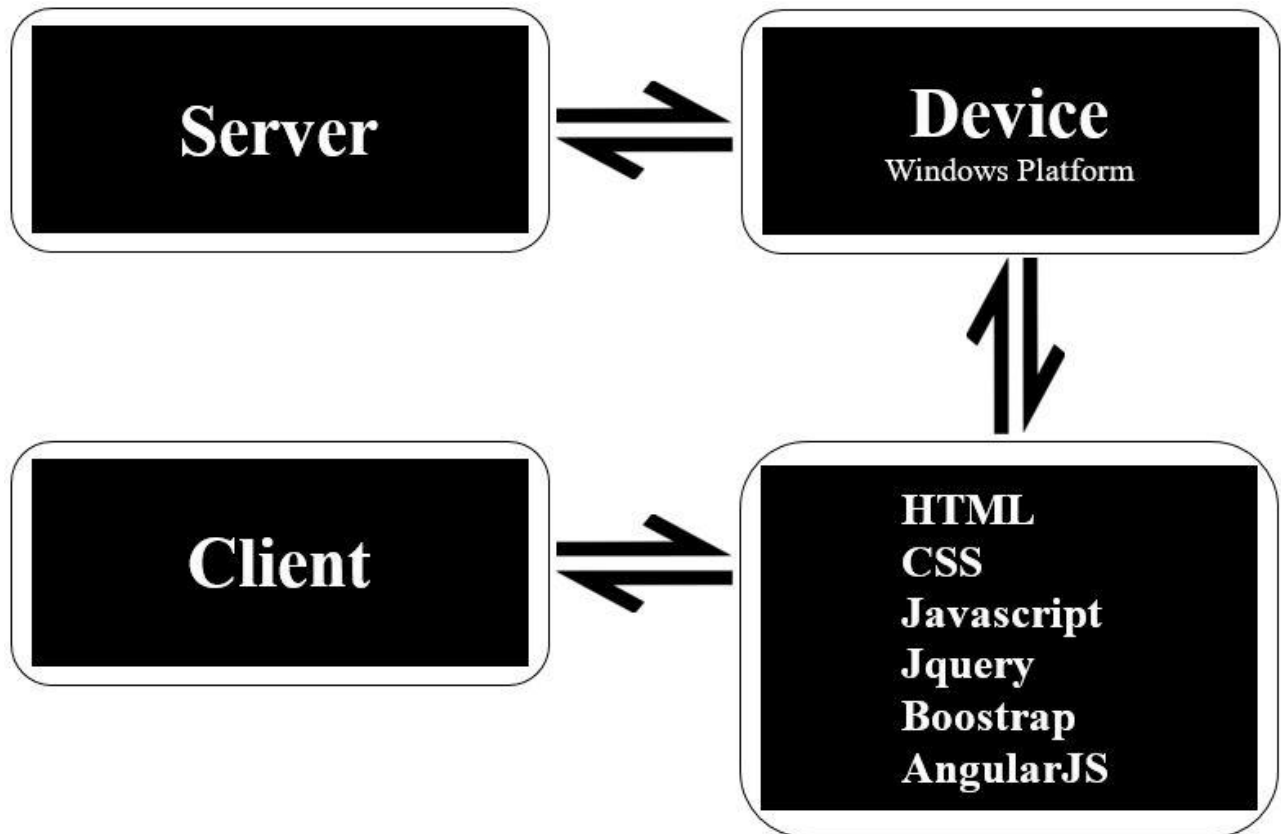 Server
Device
Windows Platform
Client
HTML
CSS
Javascript
Jquery
Boostrap
AngularJS